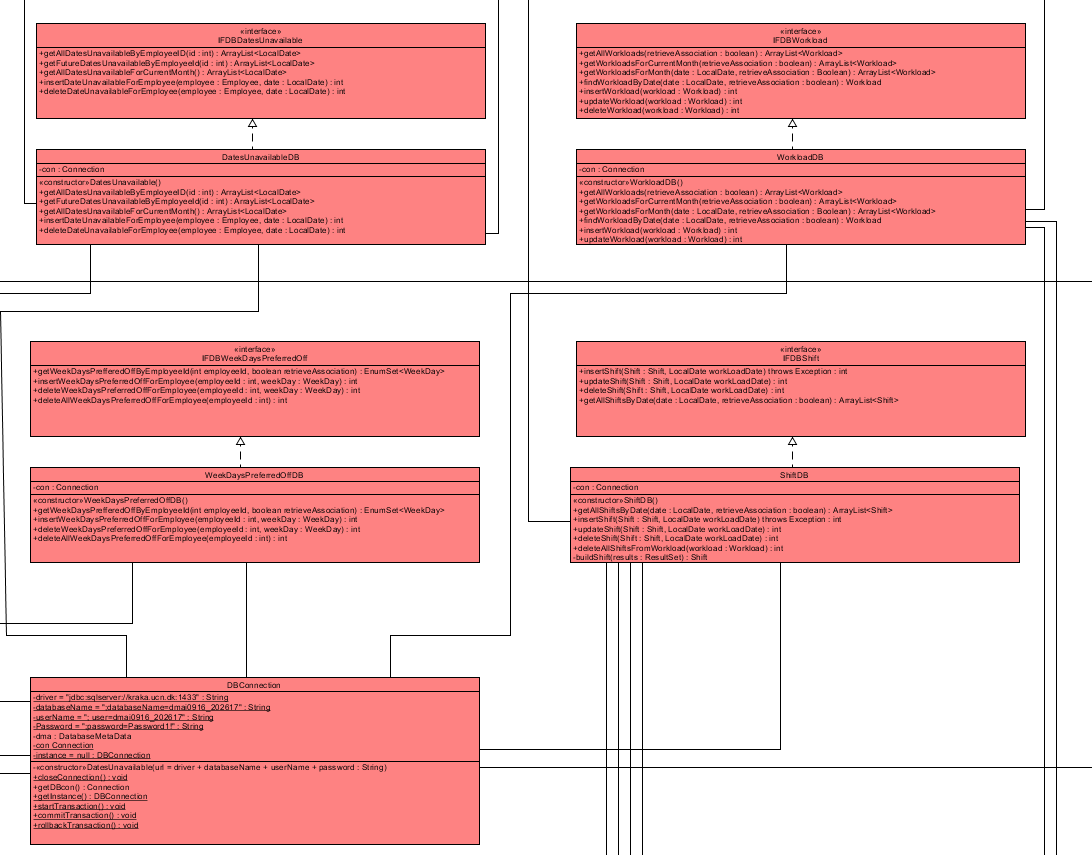 «interface»
IFDBDatesUnavailable
+getAllDatesUnavailableByEmployeeID(id : int) : ArrayList<LocalDate>
+getFutureDatesUnavailableByEmployeeId(id : int) : ArrayList<LocalDate>
+getAllDatesUnavailableForCurrentMonth() : ArrayList<LocalDate>
+insertDateUnavailableForEmployee(employee : Employee, date : LocalDate) : int
+deleteDateUnavailableForEmployee(employee : Employee, date : LocalDate) : int
DatesUnavailableDB
-con : Connection
«constructor»DatesUnavailable()
+getAllDatesUnavailableByEmployeeID(id : int) : ArrayList<LocalDate>
+getFutureDatesUnavailableByEmployeeId(id : int) : ArrayList<LocalDate>
+getAllDatesUnavailableForCurrentMonth() : ArrayList<LocalDate>
+insertDateUnavailableForEmployee(employee : Employee, date : LocalDate) : int
+deleteDateUnavailableForEmployee(employee : Employee, date : LocalDate) : int
«interface»
IFDBWorkload
+getAllWorkloads(retrieveAssociation : boolean) : ArrayList<Workload>
+getWorkloadsForCurrentMonth(retrieveAssociation : boolean) : ArrayList<Workload>
+getWorkloadsForMonth(date : LocalDate, retrieveAssociation : Boolean) : ArrayList<Workload>
+findWorkloadByDate(date : LocalDate, retrieveAssociation : boolean) : Workload
+insertWorkload(workload : Workload) : int
+updateWorkload(workload : Workload) : int
+deleteWorkload(workload : Workload) : int
WorkloadDB
-con : Connection
«constructor»WorkloadDB()
+getAllWorkloads(retrieveAssociation : boolean) : ArrayList<Workload>
+getWorkloadsForCurrentMonth(retrieveAssociation : boolean) : ArrayList<Workload>
+getWorkloadsForMonth(date : LocalDate, retrieveAssociation : Boolean) : ArrayList<Workload>
+findWorkloadByDate(date : LocalDate, retrieveAssociation : boolean) : Workload
+insertWorkload(workload : Workload) : int
+updateWorkload(workload : Workload) : int
«interface»
IFDBWeekDaysPreferredOff
+getWeekDaysPrefferedOffByEmployeeId(int employeeId, boolean retrieveAssociation) : EnumSet<WeekDay>
+insertWeekDaysPreferredOffForEmployee(employeeId : int, weekDay : WeekDay) : int
+deleteWeekDaysPreferredOffForEmployee(employeeId : int, weekDay : WeekDay) : int
+deleteAllWeekDaysPreferredOffForEmployee(employeeId : int) : int
WeekDaysPreferredOffDB
-con : Connection
«constructor»WeekDaysPreferredOffDB()
+getWeekDaysPrefferedOffByEmployeeId(int employeeId, boolean retrieveAssociation) : EnumSet<WeekDay>
+insertWeekDaysPreferredOffForEmployee(employeeId : int, weekDay : WeekDay) : int
+deleteWeekDaysPreferredOffForEmployee(employeeId : int, weekDay : WeekDay) : int
+deleteAllWeekDaysPreferredOffForEmployee(employeeId : int) : int
«interface»
IFDBShift
+insertShift(Shift : Shift, LocalDate workLoadDate) throws Exception : int
+updateShift(Shift : Shift, LocalDate workLoadDate) : int
+deleteShift(Shift : Shift, LocalDate workLoadDate) : int
+getAllShiftsByDate(date : LocalDate, retrieveAssociation : boolean) : ArrayList<Shift>
ShiftDB
-con : Connection
«constructor»ShiftDB()
+getAllShiftsByDate(date : LocalDate, retrieveAssociation : boolean) : ArrayList<Shift>
+insertShift(Shift : Shift, LocalDate workLoadDate) throws Exception : int
+updateShift(Shift : Shift, LocalDate workLoadDate) : int
+deleteShift(Shift : Shift, LocalDate workLoadDate) : int
+deleteAllShiftsFromWorkload(workload : Workload) : int
-buildShift(results : ResultSet) : Shift
DBConnection
-driver = "jdbc:sqlserver://kraka.ucn.dk:1433" : String
-databaseName = ";databaseName=dmai0916_202617" : String
-userName = "; user=dmai0916_202617" : String
-Password = ";password=Password1!" : String
-dma : DatabaseMetaData
-con Connection
-instance = null : DBConnection
-«constructor»DatesUnavailable(url = driver + databaseName + userName + password : String)
+closeConnection() : void
+getDBcon() : Connection
+getInstance() : DBConnection
+startTransaction() : void
+commitTransaction() : void
+rollbackTransaction() : void